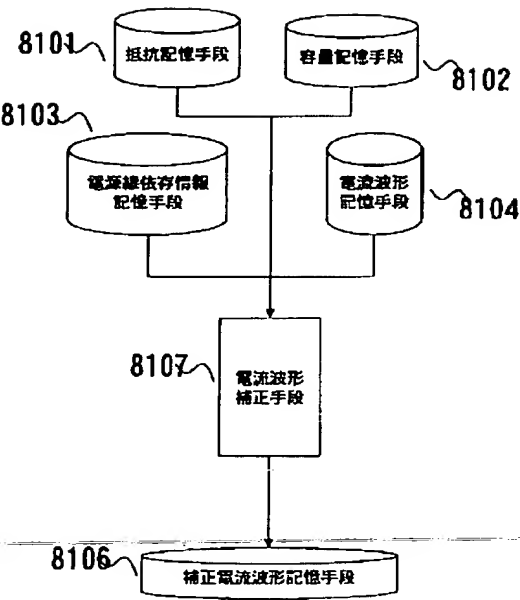 8101
抵抗記憶手段
容量記憶手段
8102
8103
電源線依存情報
記憶手段
電流波形
記憶手段
8104
8107
電流波形
補正手段
8106
補正電流波形記憶手段